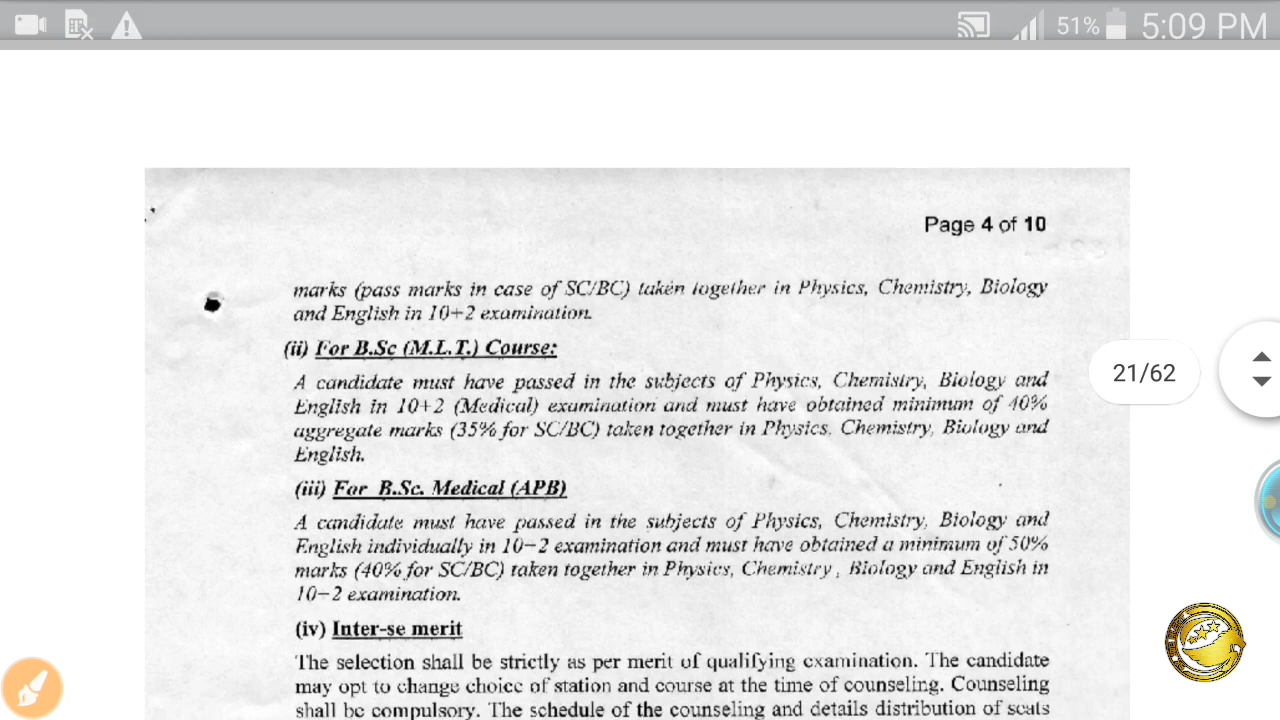 51% 5:09 PM
Page 4 of 10
marks (pass marks in case of SC/BC) taken together in Physics, Chemistry, Biology
and English in 10+2 examination.
(ii) For B.Sc (M.L.T.) Course:
A candidate must have passed in the subjects of Physics, Chemistry, Biology and
English in 10+2 (Medical) examination and must have obtained minimum of 40%
aggregate marks (35% for SC/BC) taken together in Physics, Chemistry, Biology and
English.
21/62
(iii) For B.Sc. Medical (APB)
A candidate must have passed in the subjects of Physics, Chemistry, Biology and
English individually in 10-2 examination and must have obtained a minimum of 50%
marks (40% for SC/BC) taken together in Physics, Chemistry, Biology and English in
10-2 examination.
(iv) Inter-se merit
The selection shall be strictly as per merit of qualifying examination. The candidate
may opt to change choice of station and course at the time of counseling. Counseling
shall be compulsory. The schedule of the counseling and details distribution of seats